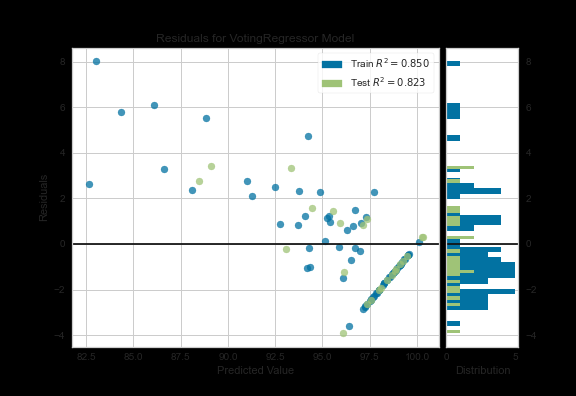 Residuals for VotingRegressor Model
Train R² = 0.850
Test R² = 0.823
8
6
4
2
0
−2
−4
Residuals
82.5 85.0 87.5 90.0 92.5 95.0 97.5 100.0
Predicted Value
8
6
4
2
0
−2
−4
0 5
Distribution